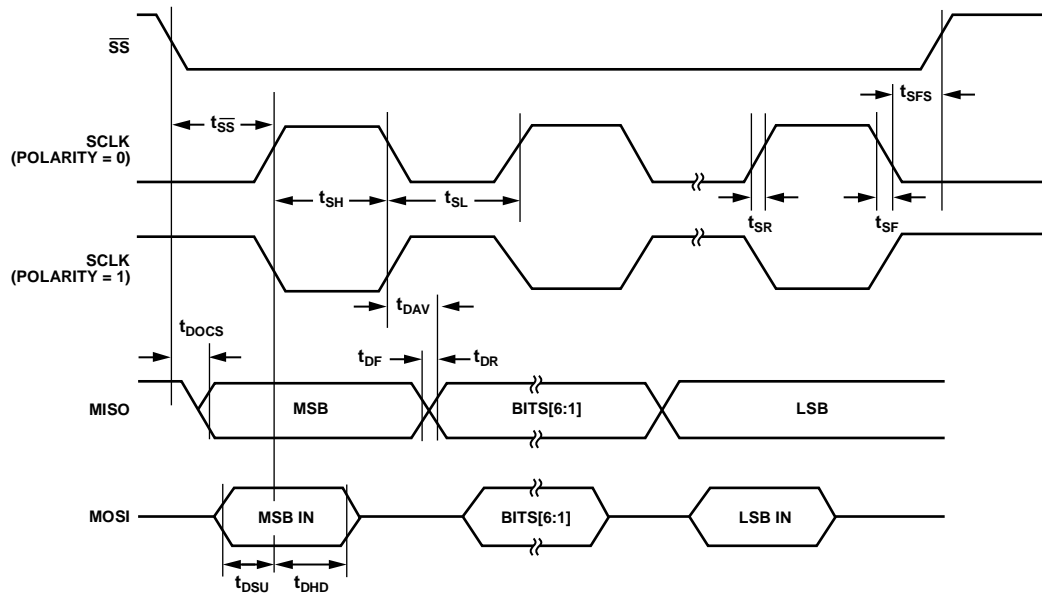 SS
tSFS
tSS
SCLK
(POLARITY = 0)
tSH
tSL
tSR
tSF
SCLK
(POLARITY = 1)
tDAV
tDOCS
tDF
tDR
MISO
MSB
BITS[6:1]
LSB
MOSI
MSB IN
BITS[6:1]
LSB IN
tDSU
tDHD